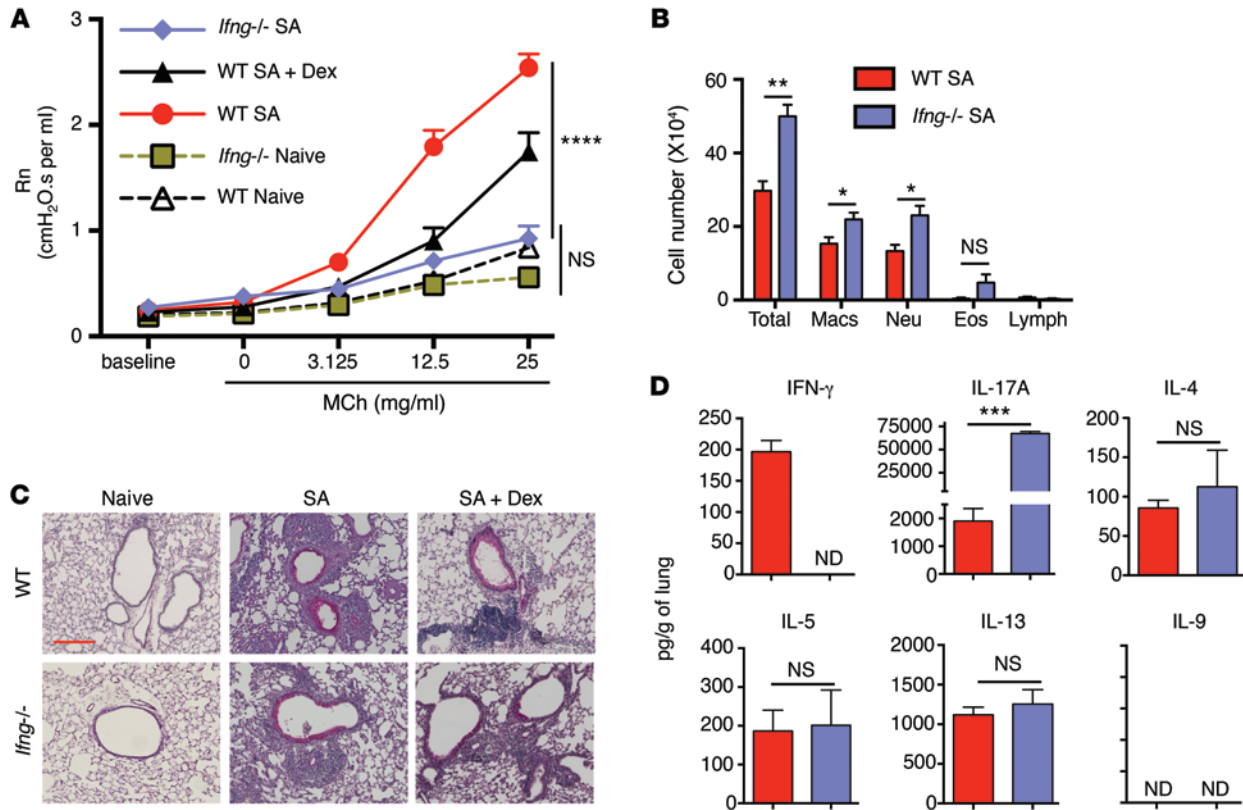 A
3
2
1
0
Rn
(cmH₂O.s per ml)
Ifng-/- SA
WT SA + Dex
WT SA
Ifng-/- Naive
WT Naive
****
NS
baseline 0 3.125 12.5 25
MCh (mg/ml)
B
WT SA
Ifng-/- SA
60
40
20
0
Cell number (X10⁴)
**
*
*
NS
Total Macs Neu Eos Lymph
C
Naive SA SA + Dex
WT
Ifng-/-
D
pg/g of lung
IFN-γ
250
200
150
100
50
0
ND
IL-17A
75000
50000
25000
2000
1000
0
***
IL-4
200
150
100
50
0
NS
IL-5
400
300
200
100
0
NS
IL-13
2000
1500
1000
500
0
NS
IL-9
ND ND